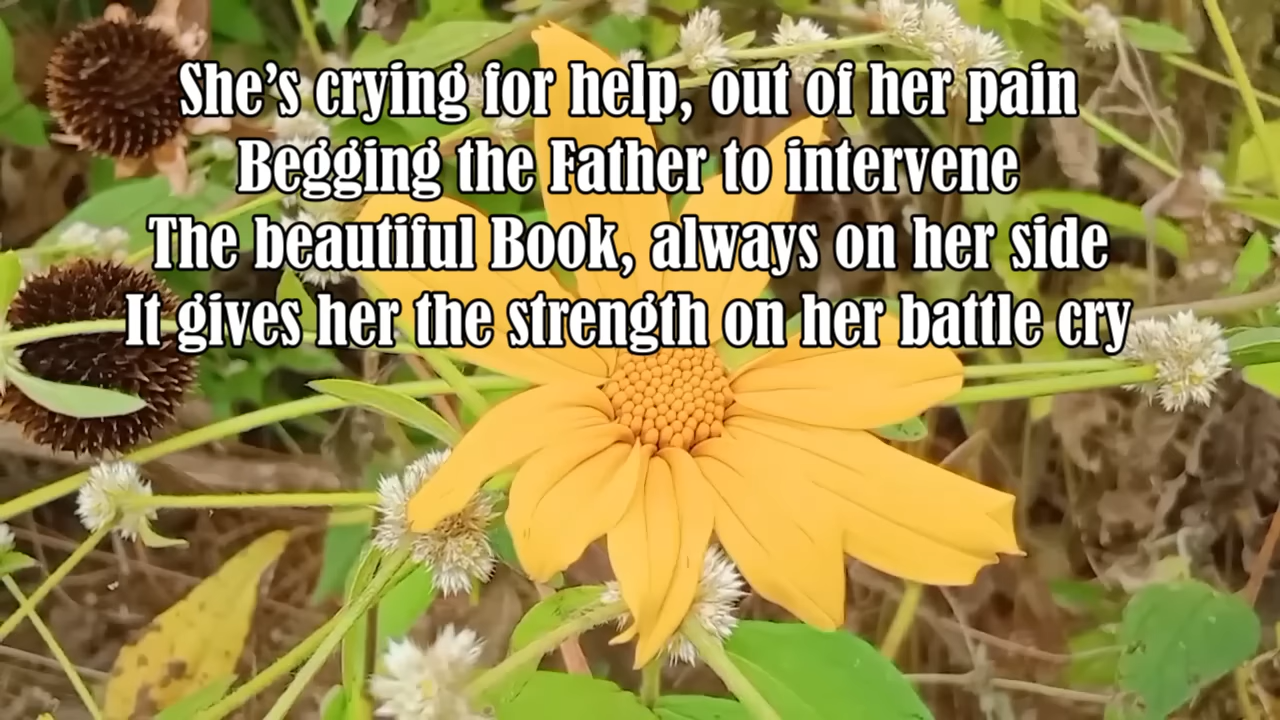 She’s crying for help, out of her pain
Begging the Father to intervene
The beautiful Book, always on her side
It gives her the strength on her battle cry